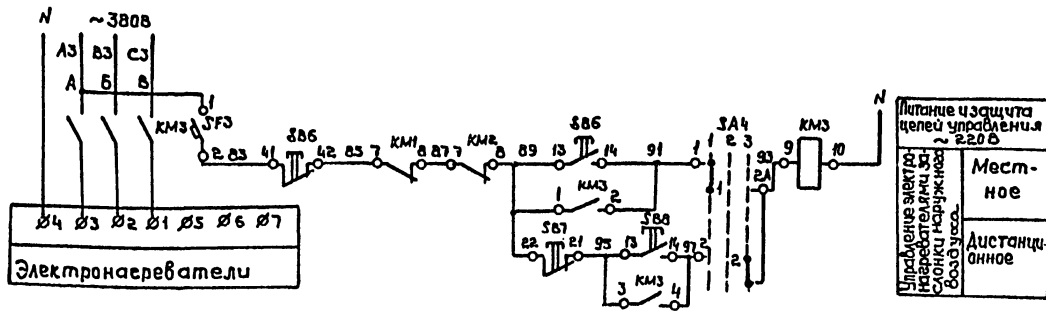 N ~380В
А3 В3 С3
А Б В
КМ3
1
SF3
2 83 41
SB6
42 85 7
КМ1
8 87 7
КМ2
8
89 13
SB6
14 91 1
SA4
1 2 3
93
2А
9
КМ3
10
N
1
КМ3
2
1
22
SB7
21 95 13
SB8
14 97 2
2
3
КМ3
4
Ø4 Ø3 Ø2 Ø1 Ø5 Ø6 Ø7
Электронагреватели
Питание и защита
цепей управления
~ 220В
Управление электро-
нагревателями за-
слонки наружного
воздуха
Мест-
ное
Дистанци-
онное